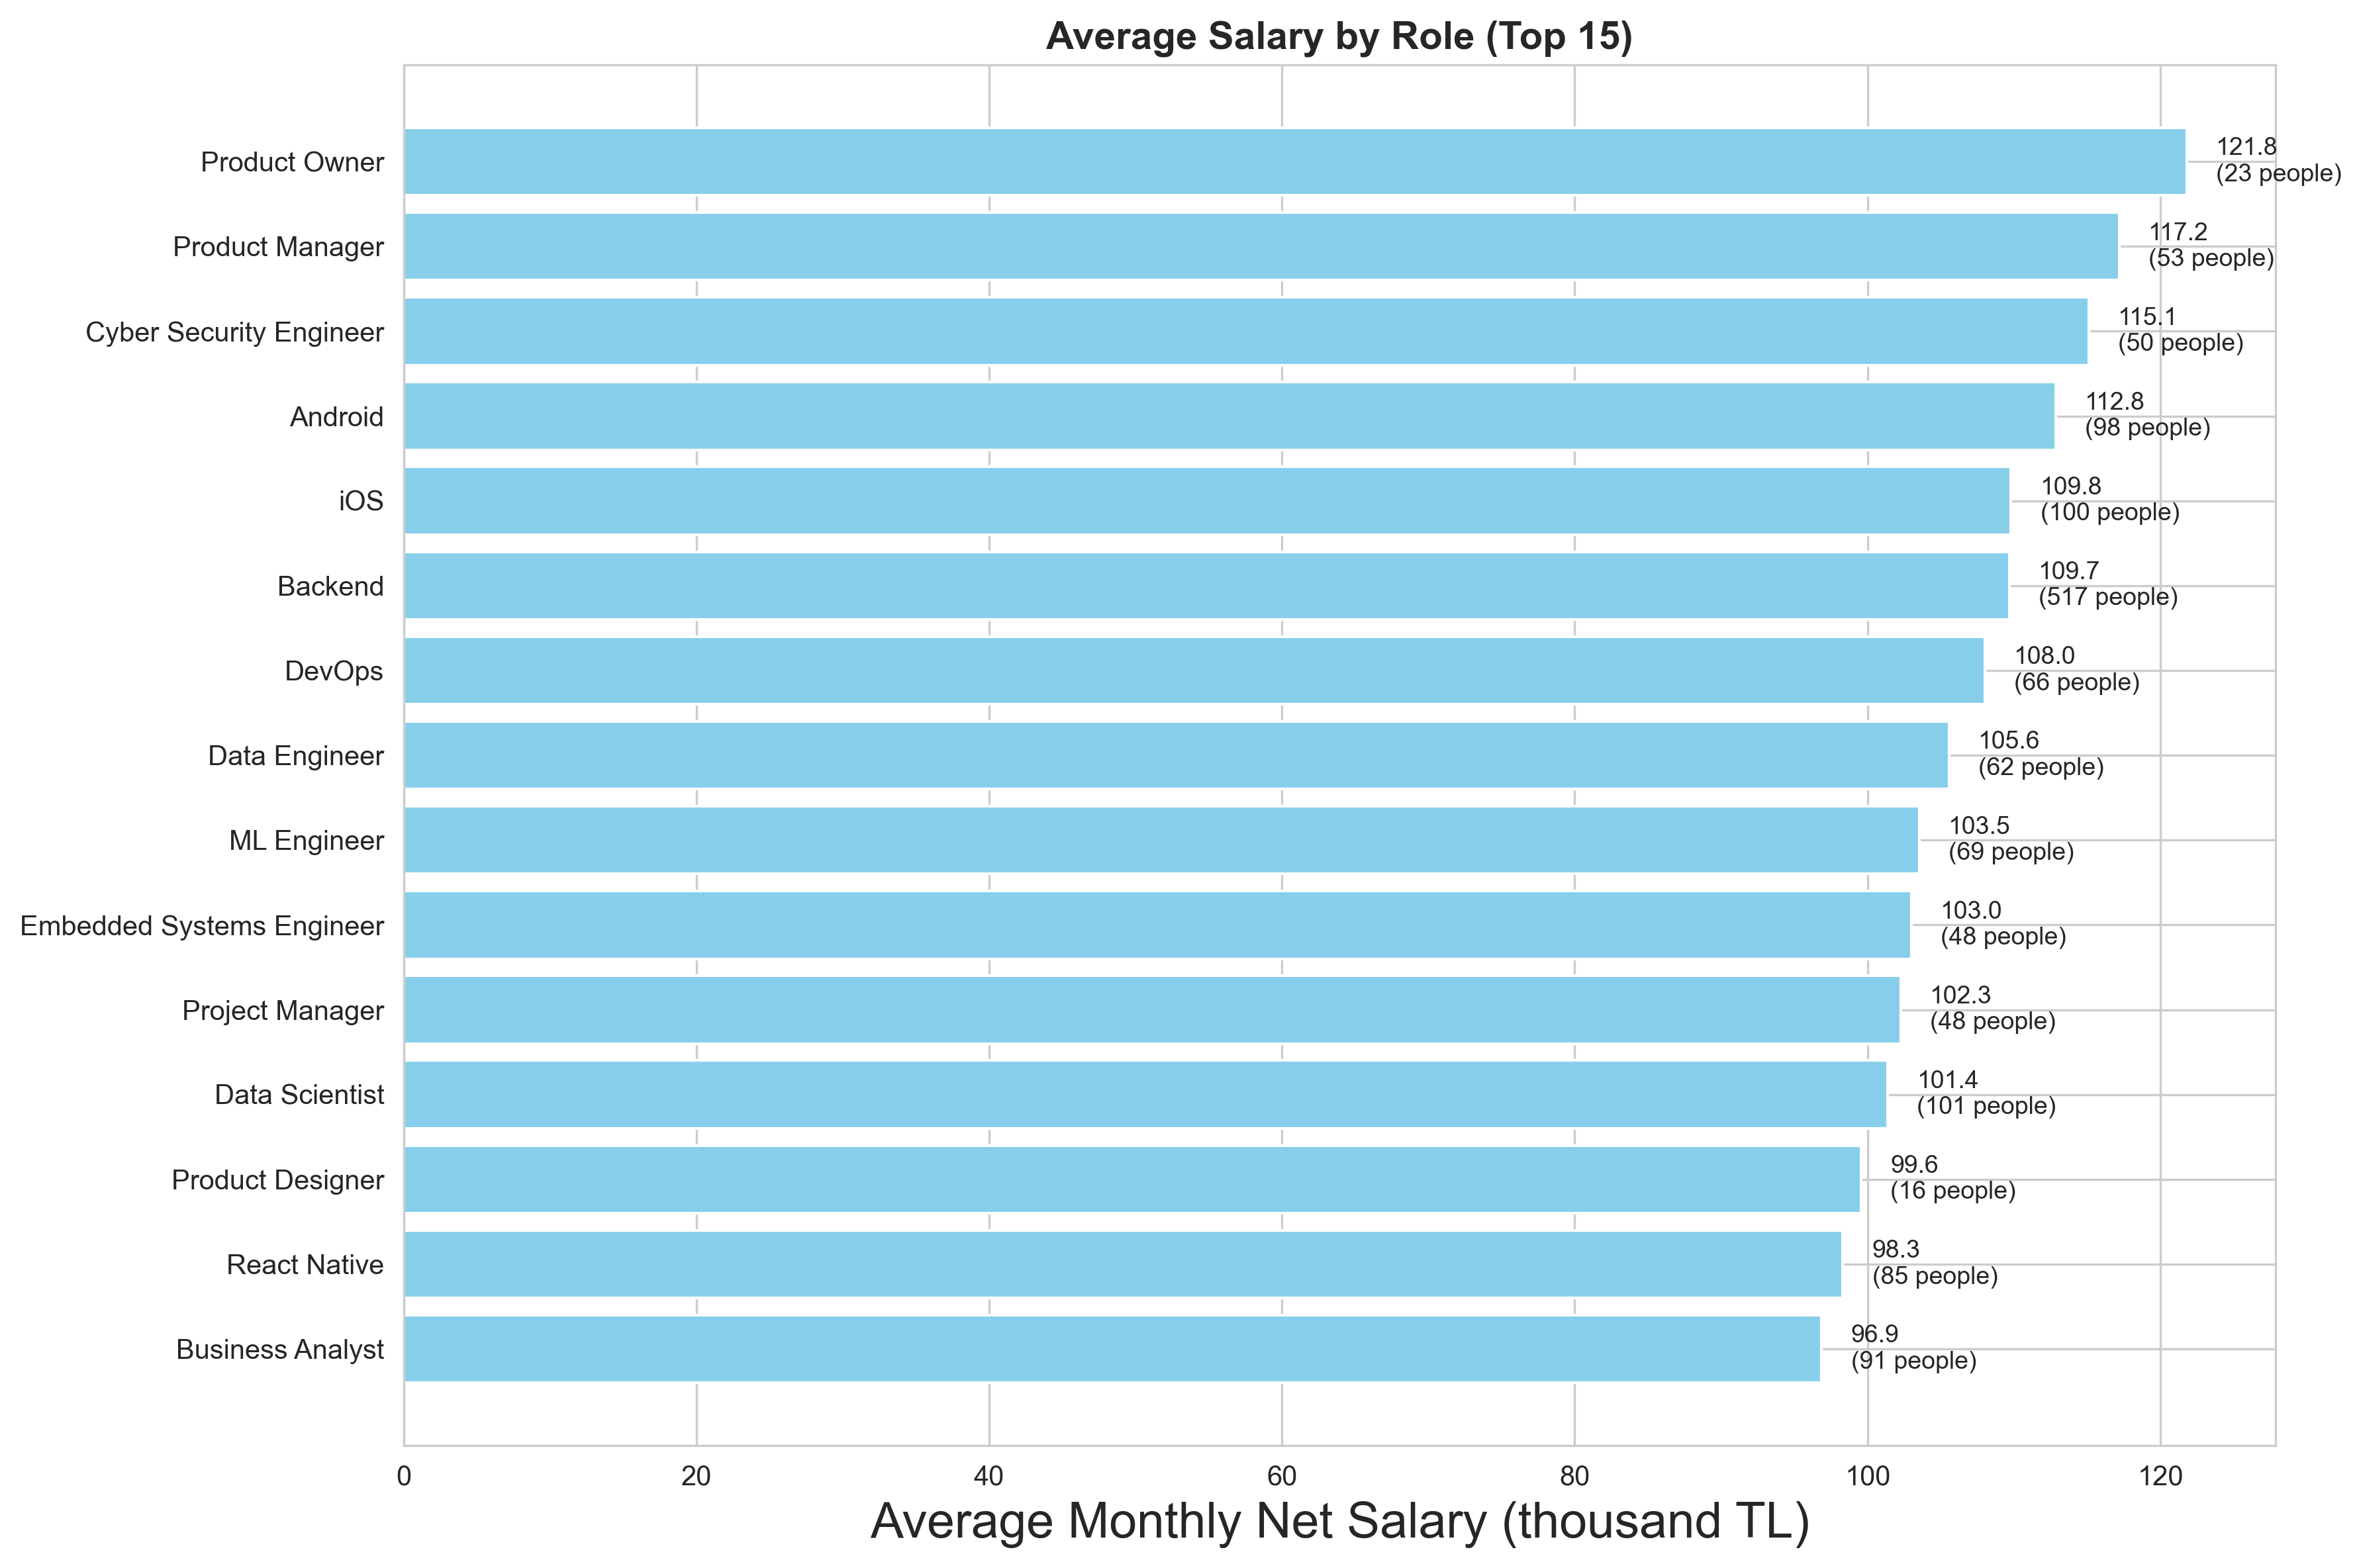 Average Salary by Role (Top 15)
Product Owner
121.8
(23 people)
Product Manager
117.2
(53 people)
Cyber Security Engineer
115.1
(50 people)
Android
112.8
(98 people)
iOS
109.8
(100 people)
Backend
109.7
(517 people)
DevOps
108.0
(66 people)
Data Engineer
105.6
(62 people)
ML Engineer
103.5
(69 people)
Embedded Systems Engineer
103.0
(48 people)
Project Manager
102.3
(48 people)
Data Scientist
101.4
(101 people)
Product Designer
99.6
(16 people)
React Native
98.3
(85 people)
Business Analyst
96.9
(91 people)
0 20 40 60 80 100 120
Average Monthly Net Salary (thousand TL)